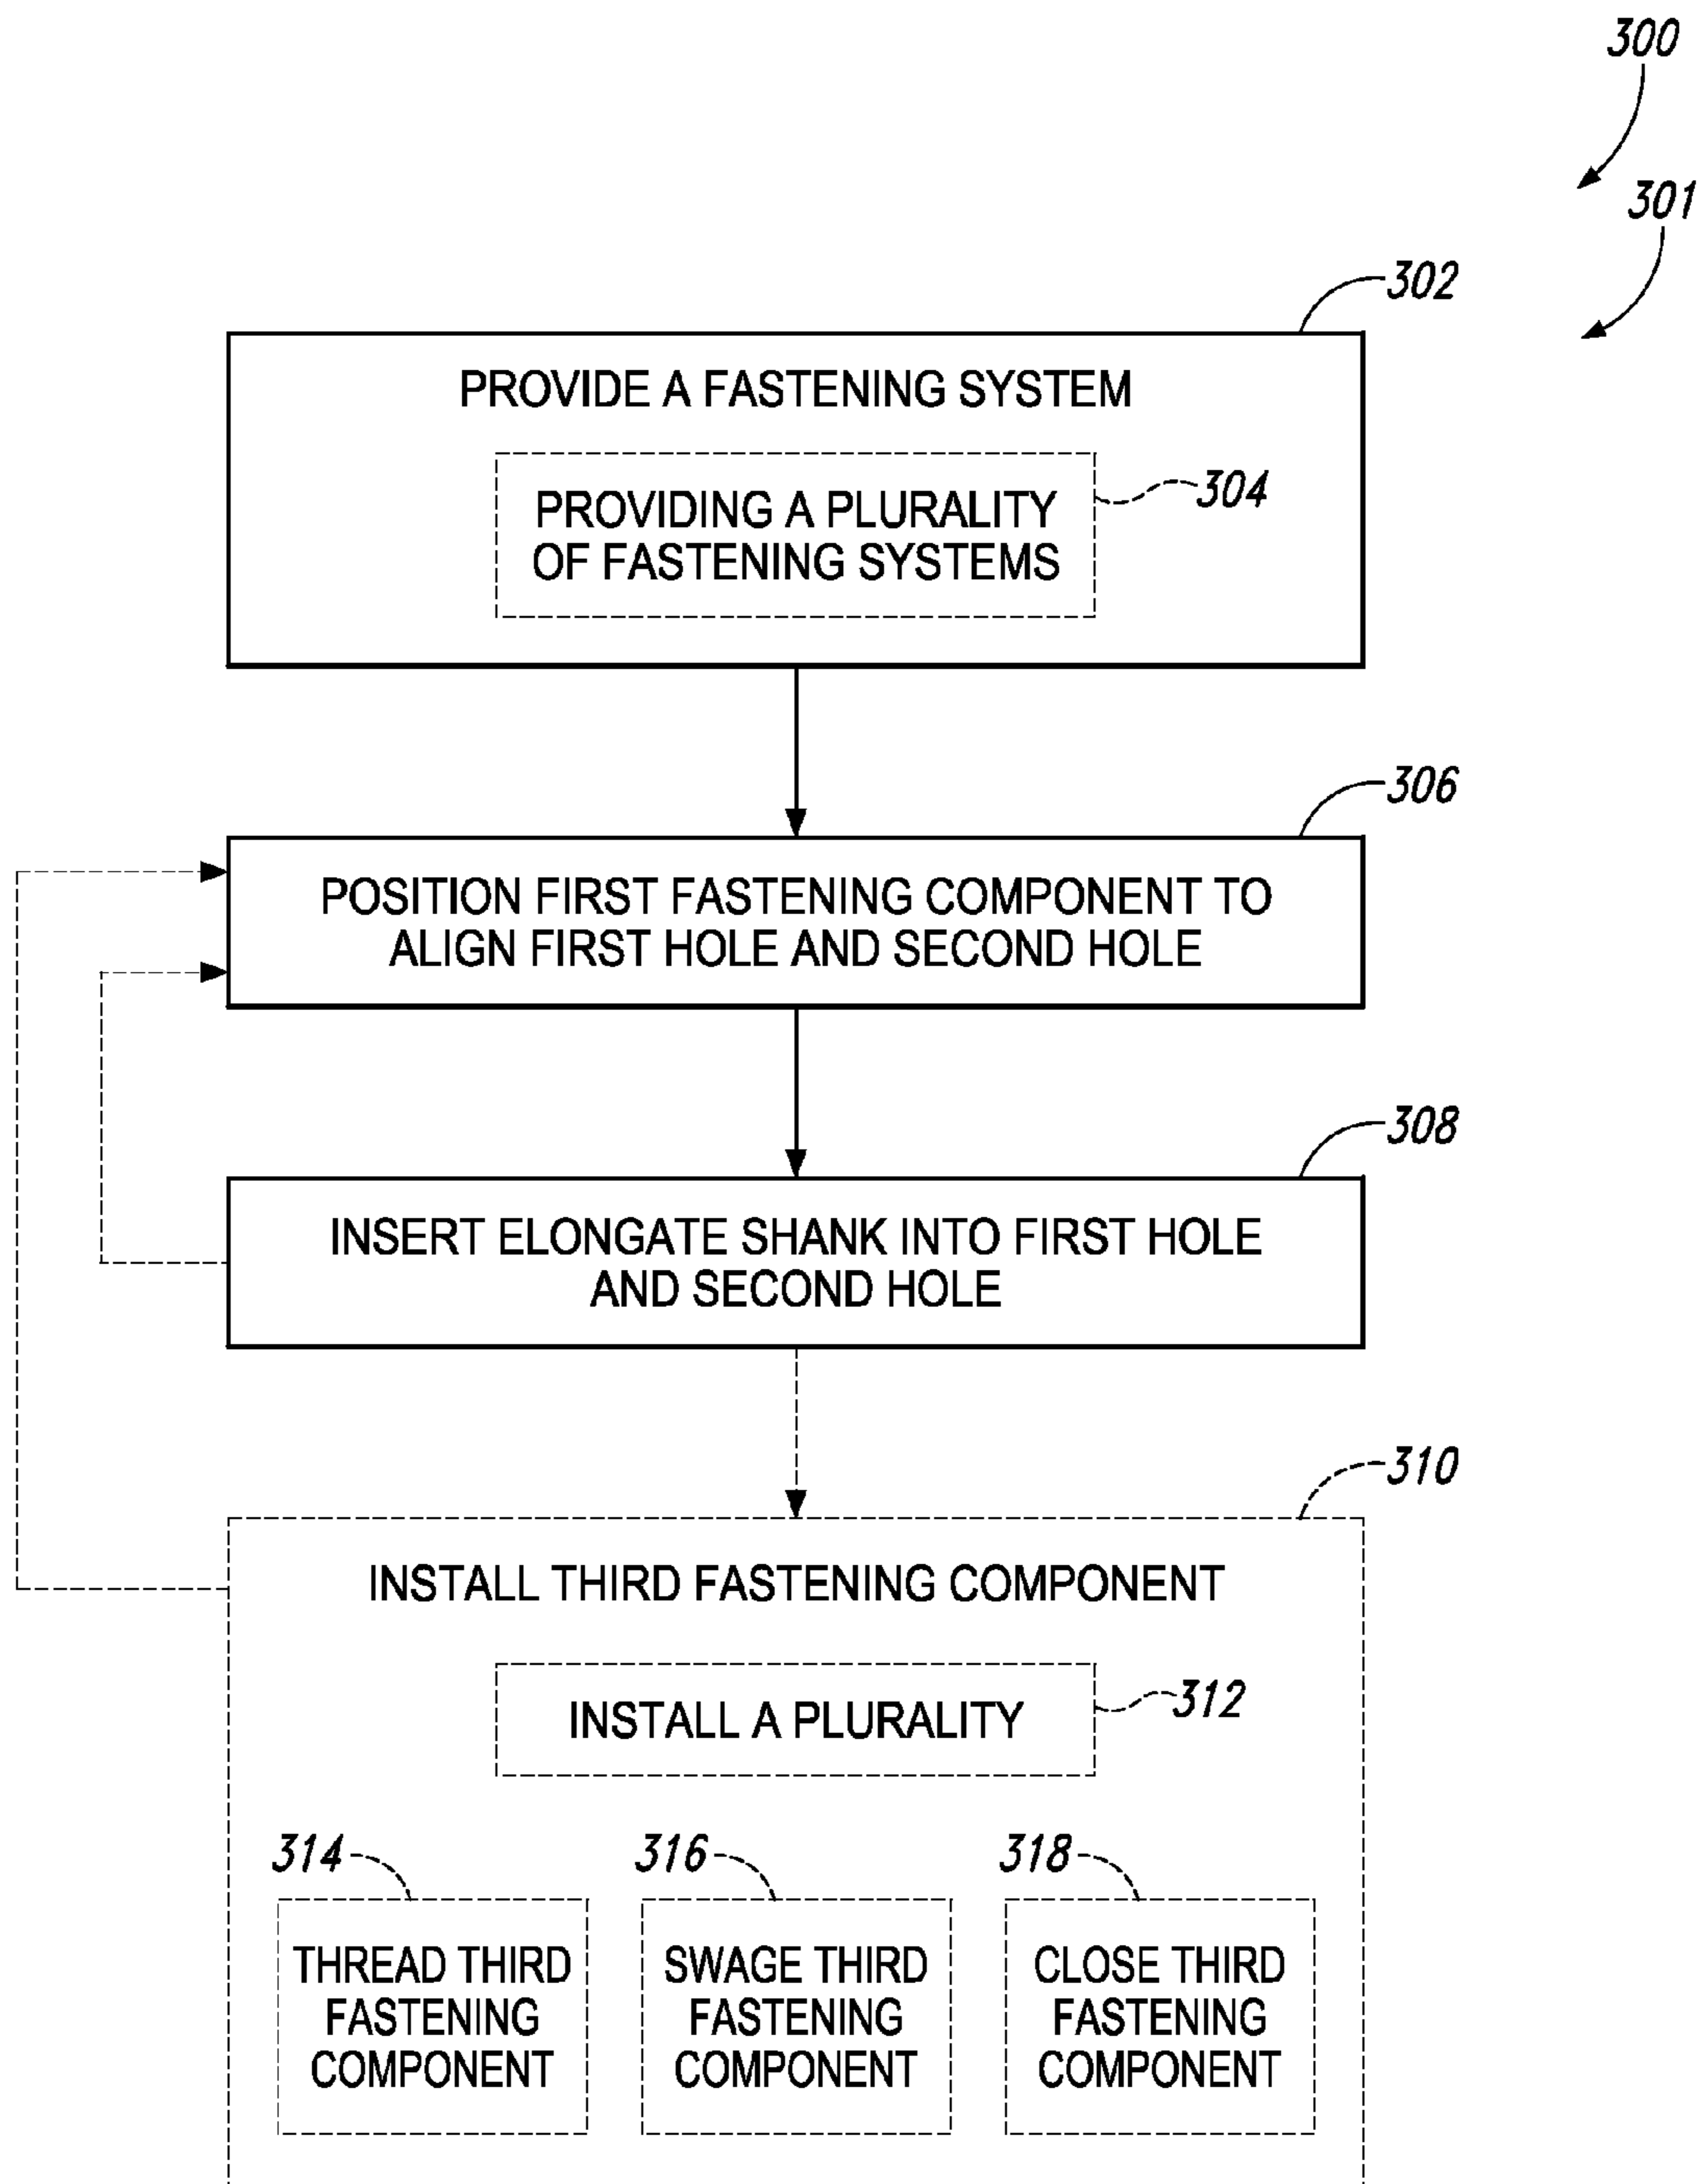 300
301
302
PROVIDE A FASTENING SYSTEM
304
PROVIDING A PLURALITY
OF FASTENING SYSTEMS
306
POSITION FIRST FASTENING COMPONENT TO
ALIGN FIRST HOLE AND SECOND HOLE
308
INSERT ELONGATE SHANK INTO FIRST HOLE
AND SECOND HOLE
310
INSTALL THIRD FASTENING COMPONENT
312
INSTALL A PLURALITY
314
THREAD THIRD
FASTENING
COMPONENT
316
SWAGE THIRD
FASTENING
COMPONENT
318
CLOSE THIRD
FASTENING
COMPONENT